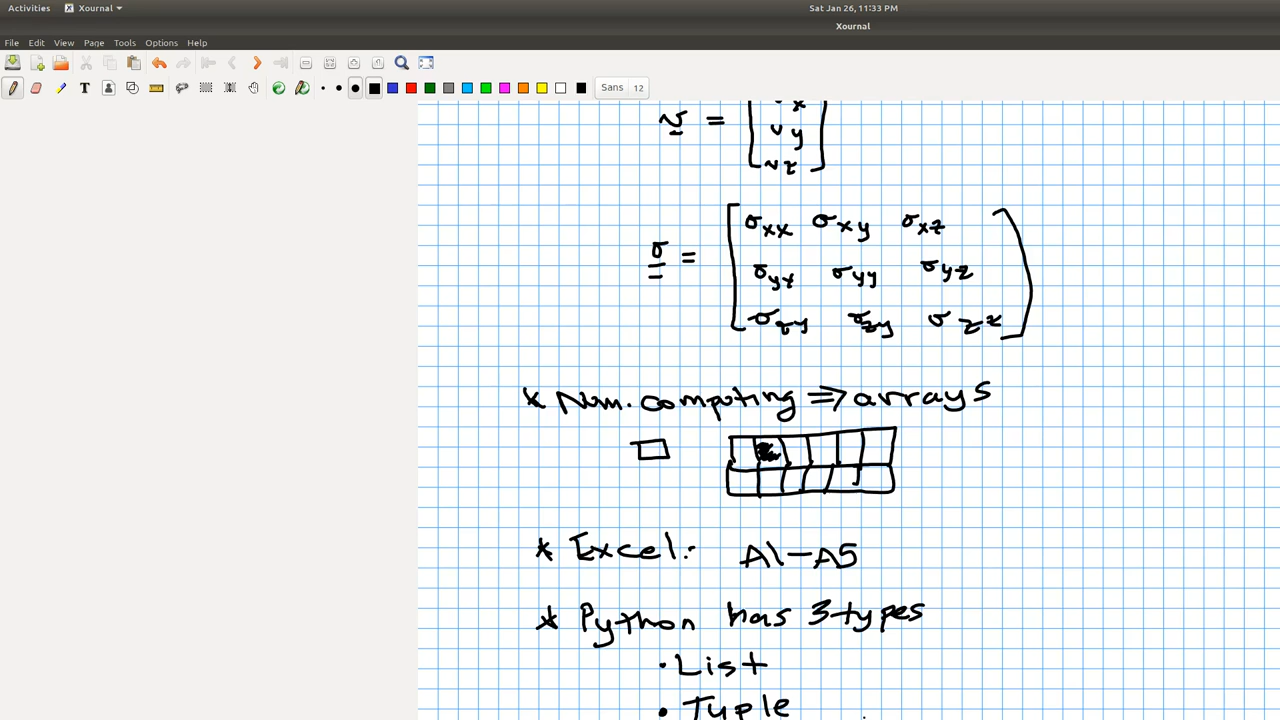 Activities Xournal Sat Jan 26, 11:33 PM
Xournal
File Edit View Page Tools Options Help
T Sans 12
v = [ vx
vy
vz ]
σ = [ σxx σxy σxz
σyx σyy σyz
σzy σzy σzz )
* Num. computing ⇒ arrays
* Excel: A1-A5
* Python has 3 types
• List
• Tuple